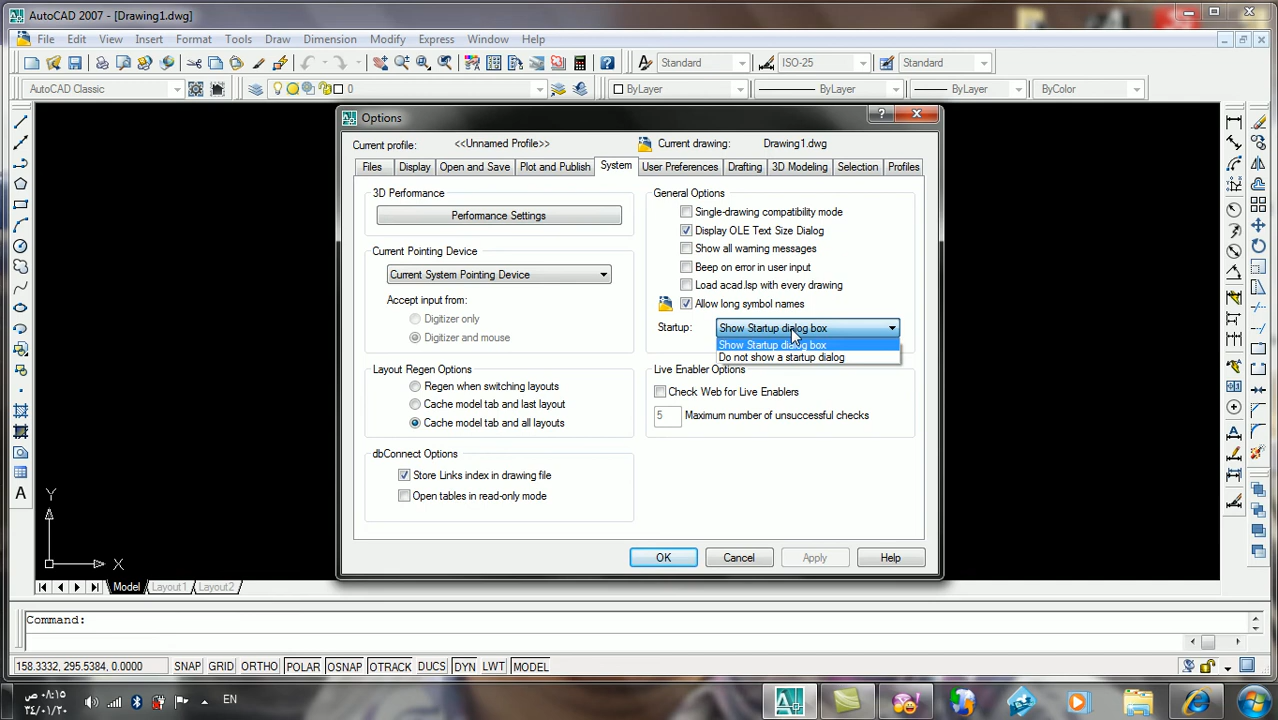 AutoCAD 2007 - [Drawing1.dwg]
File Edit View Insert Format Tools Draw Dimension Modify Express Window Help
Standard ISO-25 Standard
AutoCAD Classic 0 ByLayer ByLayer ByLayer ByColor
Options
Current profile: <<Unnamed Profile>> Current drawing: Drawing1.dwg
Files Display Open and Save Plot and Publish System User Preferences Drafting 3D Modeling Selection Profiles
3D Performance
Performance Settings
Current Pointing Device
Current System Pointing Device
Accept input from:
Digitizer only
Digitizer and mouse
Layout Regen Options
Regen when switching layouts
Cache model tab and last layout
Cache model tab and all layouts
dbConnect Options
Store Links index in drawing file
Open tables in read-only mode
General Options
Single-drawing compatibility mode
Display OLE Text Size Dialog
Show all warning messages
Beep on error in user input
Load acad.lsp with every drawing
Allow long symbol names
Startup: Show Startup dialog box
Show Startup dialog box
Do not show a startup dialog
Live Enabler Options
Check Web for Live Enablers
5 Maximum number of unsuccessful checks
OK Cancel Apply Help
Y
X
A
A
Model Layout1 Layout2
Command:
158.3332, 295.5384, 0.0000 SNAP GRID ORTHO POLAR OSNAP OTRACK DUCS DYN LWT MODEL
٠٨:١٥ ص
٣٤/٠١/٢٠
EN